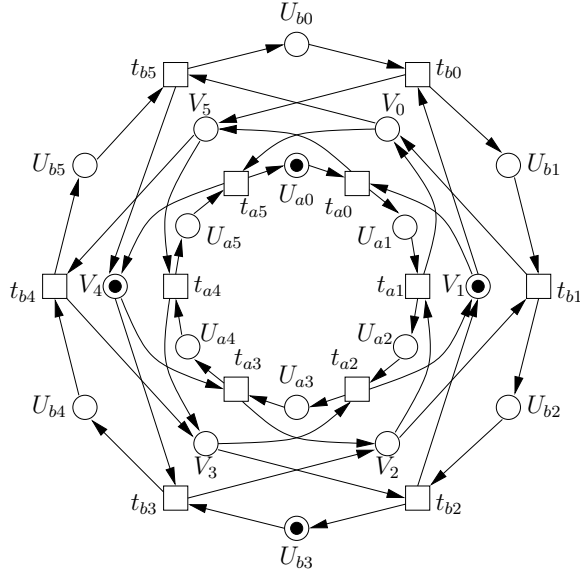 U_{b0}
t_{b5}
t_{b0}
V_5
V_0
U_{b5}
U_{b1}
U_{a0}
t_{a5}
t_{a0}
U_{a5}
U_{a1}
t_{b4}
V_4
t_{a4}
t_{a1}
V_1
t_{b1}
U_{a4}
U_{a2}
t_{a3}
t_{a2}
U_{a3}
U_{b4}
U_{b2}
V_3
V_2
t_{b3}
t_{b2}
U_{b3}